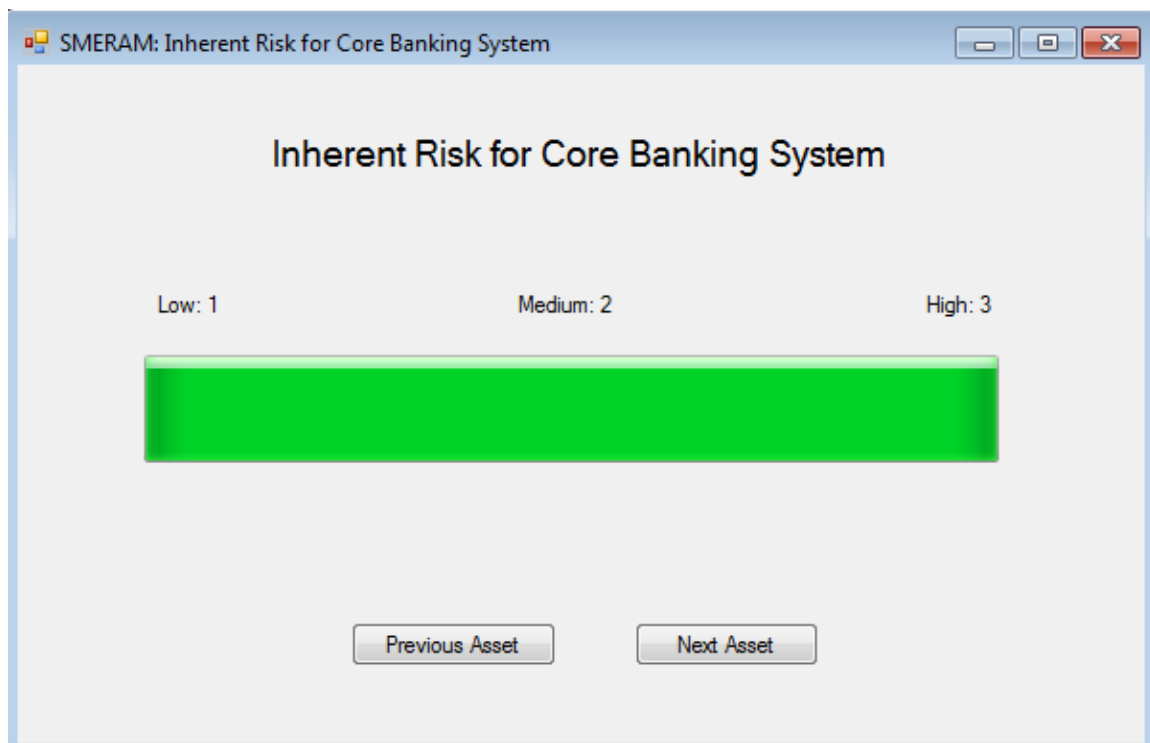 SMERAM: Inherent Risk for Core Banking System
Inherent Risk for Core Banking System
Low: 1 Medium: 2 High: 3
Previous Asset Next Asset